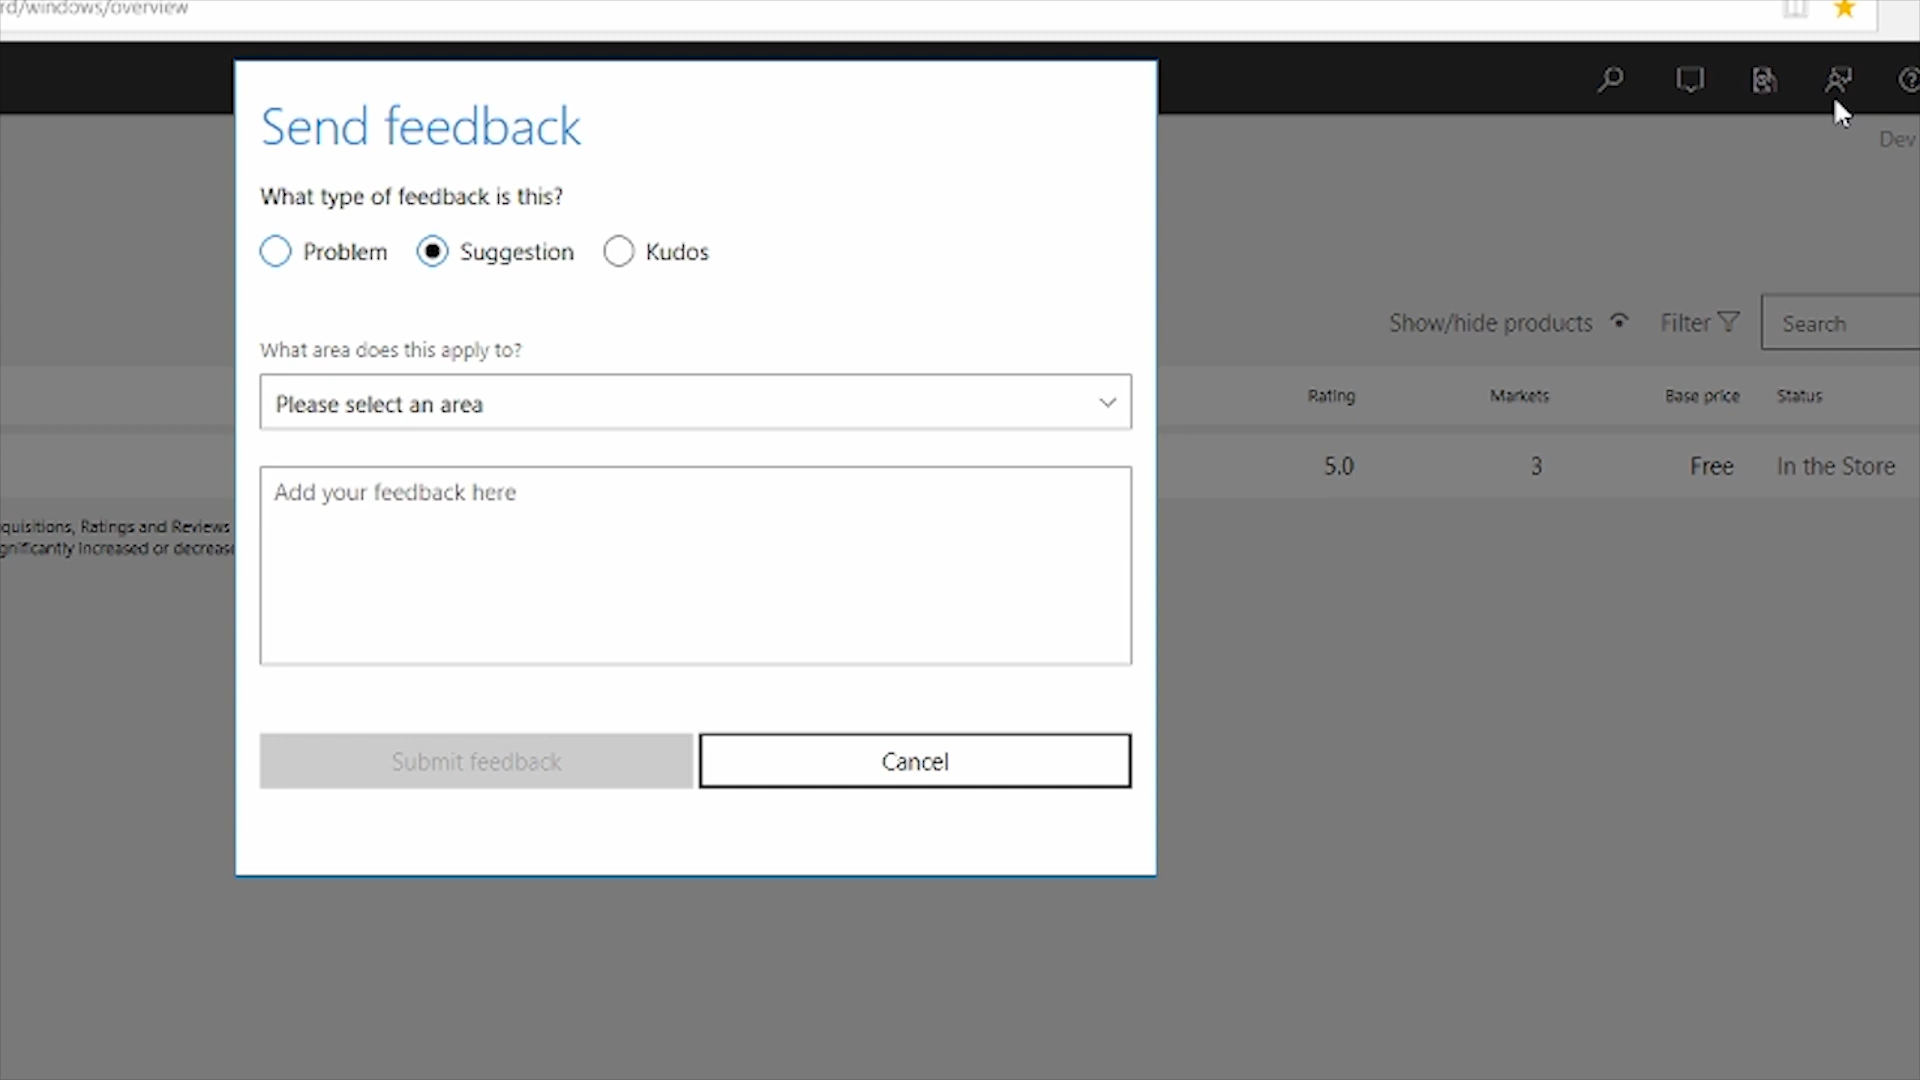 rd/windows/overview
Dev
Send feedback
What type of feedback is this?
Problem Suggestion Kudos
Show/hide products Filter Search
What area does this apply to?
Please select an area
Rating Markets Base price Status
5.0 3 Free In the Store
Add your feedback here
quisitions, Ratings and Reviews
gnificantly increased or decrease
Submit feedback Cancel